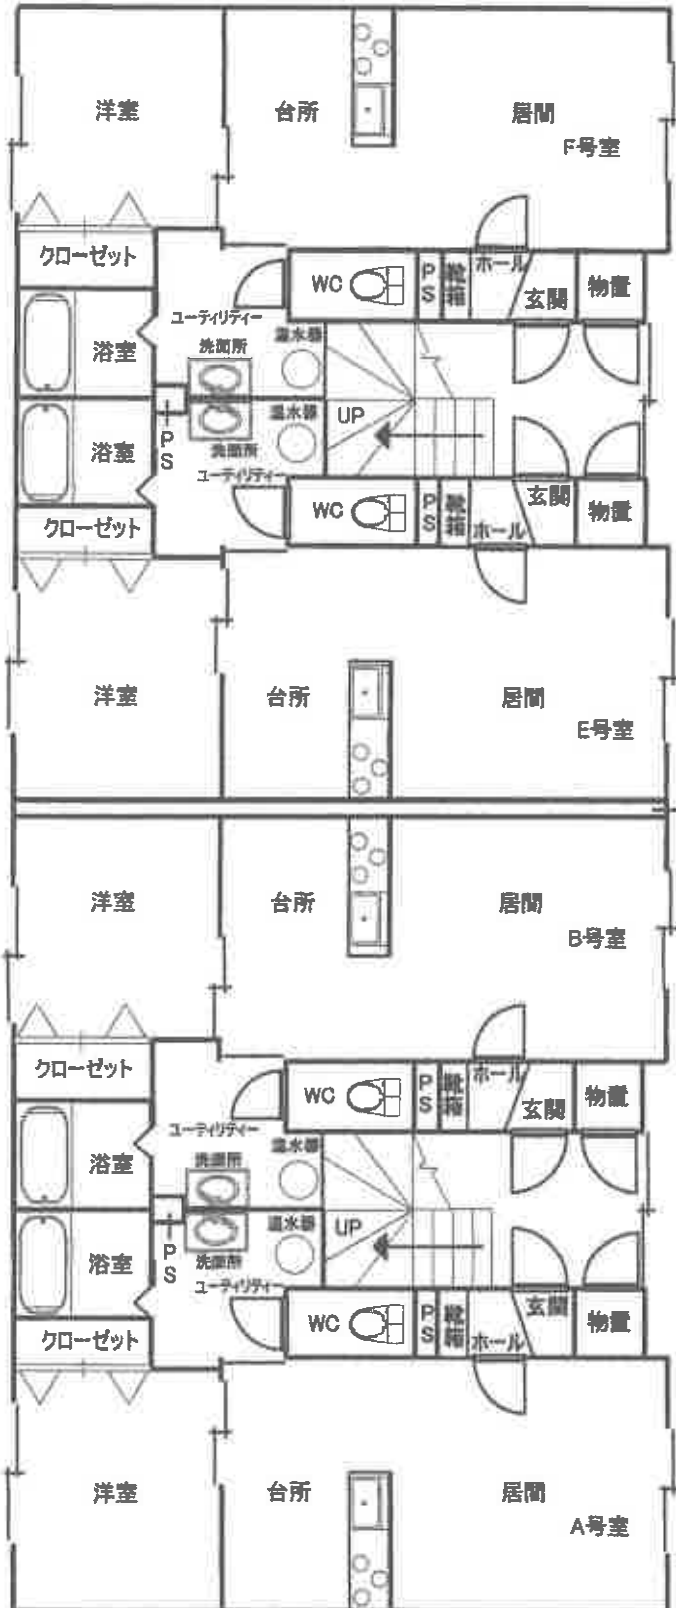 洋室
台所
居間
F号室
クローゼット
WC
PS
靴箱
ホール
玄関
物置
ユーティリティー
洗面所
温水器
浴室
UP
浴室
PS
洗面所
温水器
ユーティリティー
クローゼット
WC
PS
靴箱
ホール
玄関
物置
洋室
台所
居間
E号室
洋室
台所
居間
B号室
クローゼット
WC
PS
靴箱
ホール
玄関
物置
ユーティリティー
洗面所
温水器
浴室
UP
浴室
PS
洗面所
温水器
ユーティリティー
クローゼット
WC
PS
靴箱
ホール
玄関
物置
洋室
台所
居間
A号室